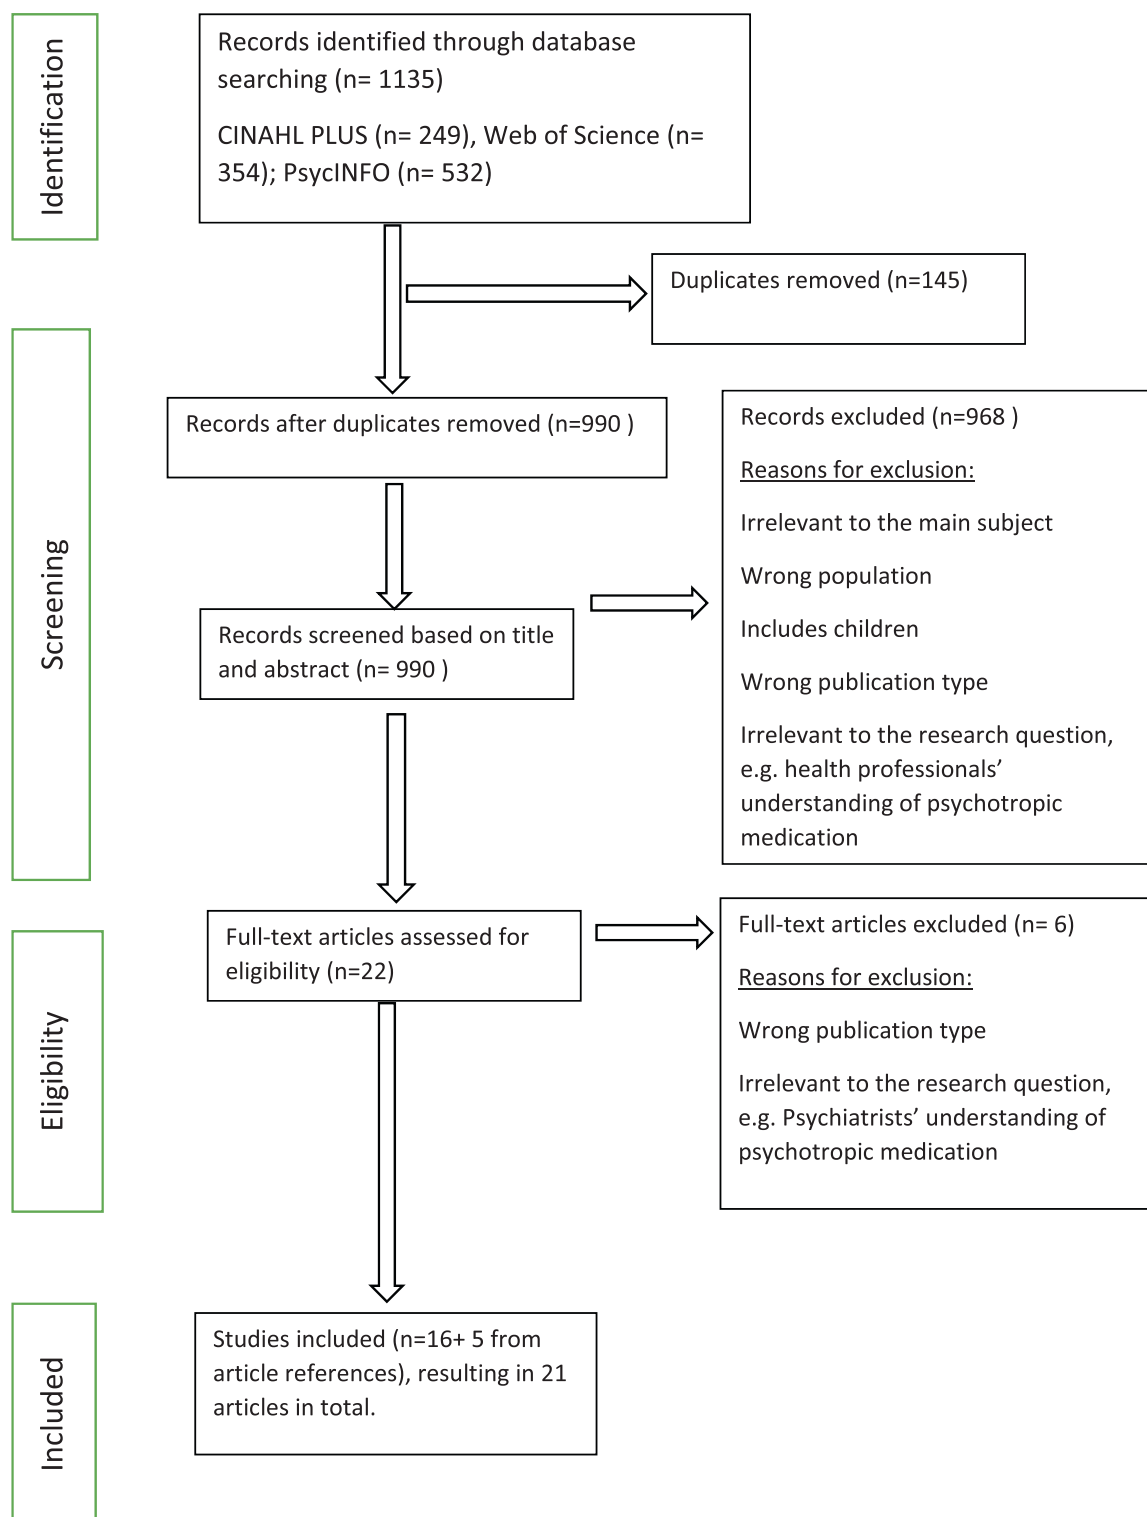 Identification
Records identified through database
searching (n= 1135)
CINAHL PLUS (n= 249), Web of Science (n=
354); PsycINFO (n= 532)
Duplicates removed (n=145)
Screening
Records after duplicates removed (n=990 )
Records screened based on title
and abstract (n= 990 )
Records excluded (n=968 )
Reasons for exclusion:
Irrelevant to the main subject
Wrong population
Includes children
Wrong publication type
Irrelevant to the research question,
e.g. health professionals’
understanding of psychotropic
medication
Eligibility
Full-text articles assessed for
eligibility (n=22)
Full-text articles excluded (n= 6)
Reasons for exclusion:
Wrong publication type
Irrelevant to the research question,
e.g. Psychiatrists’ understanding of
psychotropic medication
Included
Studies included (n=16+ 5 from
article references), resulting in 21
articles in total.